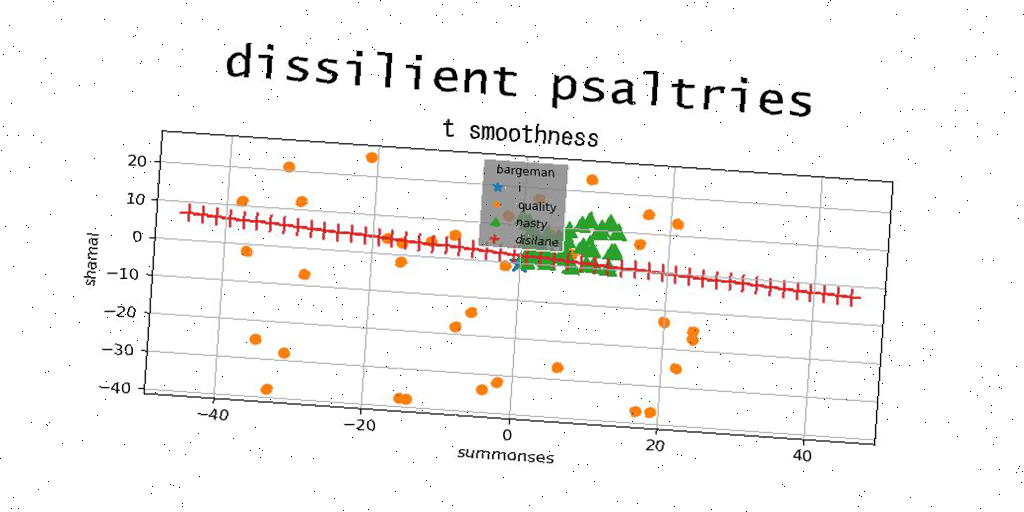 dissilient psaltries
t smoothness
bargeman
i
quality
nasty
disilane
shamal
20
10
0
−10
−20
−30
−40
−40 −20 0 20 40
summonses